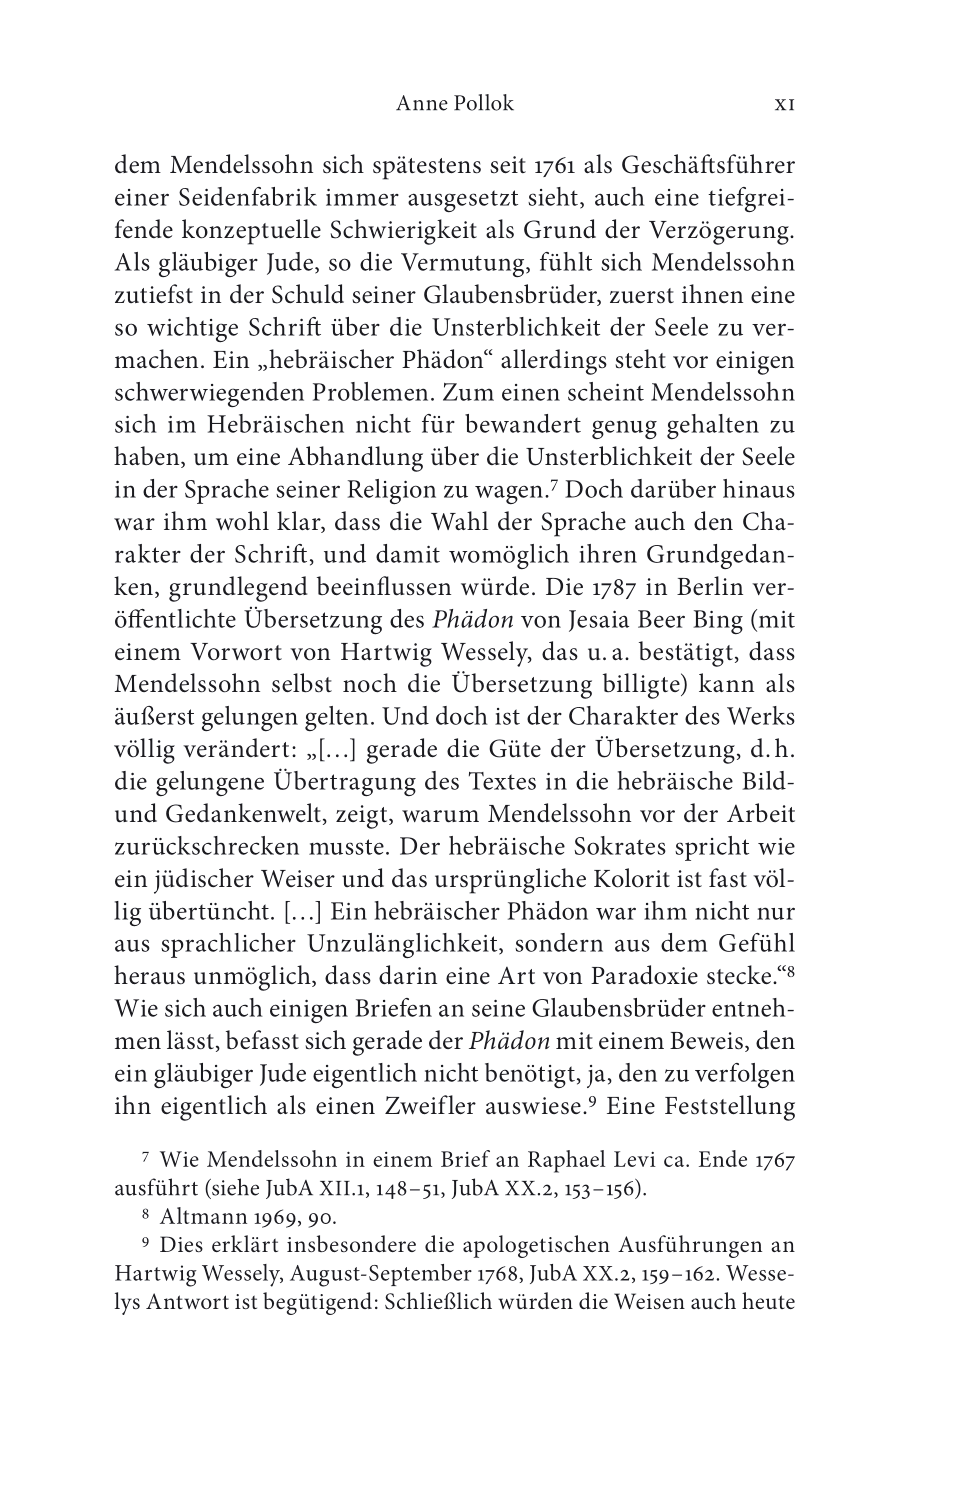 Anne Pollok XI
dem Mendelssohn sich spätestens seit 1761 als Geschäftsführer
einer Seidenfabrik immer ausgesetzt sieht, auch eine tiefgrei-
fende konzeptuelle Schwierigkeit als Grund der Verzögerung.
Als gläubiger Jude, so die Vermutung, fühlt sich Mendelssohn
zutiefst in der Schuld seiner Glaubensbrüder, zuerst ihnen eine
so wichtige Schrift über die Unsterblichkeit der Seele zu ver-
machen. Ein „hebräischer Phädon“ allerdings steht vor einigen
schwerwiegenden Problemen. Zum einen scheint Mendelssohn
sich im Hebräischen nicht für bewandert genug gehalten zu
haben, um eine Abhandlung über die Unsterblichkeit der Seele
in der Sprache seiner Religion zu wagen.⁷ Doch darüber hinaus
war ihm wohl klar, dass die Wahl der Sprache auch den Cha-
rakter der Schrift, und damit womöglich ihren Grundgedan-
ken, grundlegend beeinflussen würde. Die 1787 in Berlin ver-
öffentlichte Übersetzung des Phädon von Jesaia Beer Bing (mit
einem Vorwort von Hartwig Wessely, das u. a. bestätigt, dass
Mendelssohn selbst noch die Übersetzung billigte) kann als
äußerst gelungen gelten. Und doch ist der Charakter des Werks
völlig verändert: „[…] gerade die Güte der Übersetzung, d. h.
die gelungene Übertragung des Textes in die hebräische Bild-
und Gedankenwelt, zeigt, warum Mendelssohn vor der Arbeit
zurückschrecken musste. Der hebräische Sokrates spricht wie
ein jüdischer Weiser und das ursprüngliche Kolorit ist fast völ-
lig übertüncht. […] Ein hebräischer Phädon war ihm nicht nur
aus sprachlicher Unzulänglichkeit, sondern aus dem Gefühl
heraus unmöglich, dass darin eine Art von Paradoxie stecke.“⁸
Wie sich auch einigen Briefen an seine Glaubensbrüder entneh-
men lässt, befasst sich gerade der Phädon mit einem Beweis, den
ein gläubiger Jude eigentlich nicht benötigt, ja, den zu verfolgen
ihn eigentlich als einen Zweifler auswiese.⁹ Eine Feststellung
⁷ Wie Mendelssohn in einem Brief an Raphael Levi ca. Ende 1767
ausführt (siehe JubA XII.1, 148–51, JubA XX.2, 153–156).
⁸ Altmann 1969, 90.
⁹ Dies erklärt insbesondere die apologetischen Ausführungen an
Hartwig Wessely, August-September 1768, JubA XX.2, 159–162. Wesse-
lys Antwort ist begütigend: Schließlich würden die Weisen auch heute